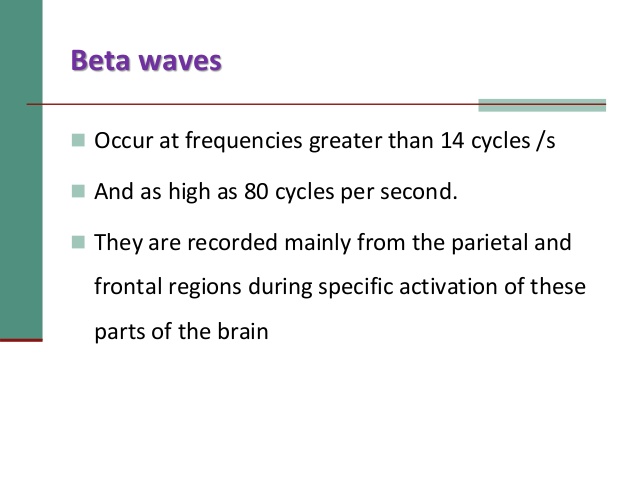 Beta waves
Occur at frequencies greater than 14 cycles /s
And as high as 80 cycles per second.
They are recorded mainly from the parietal and
frontal regions during specific activation of these
parts of the brain